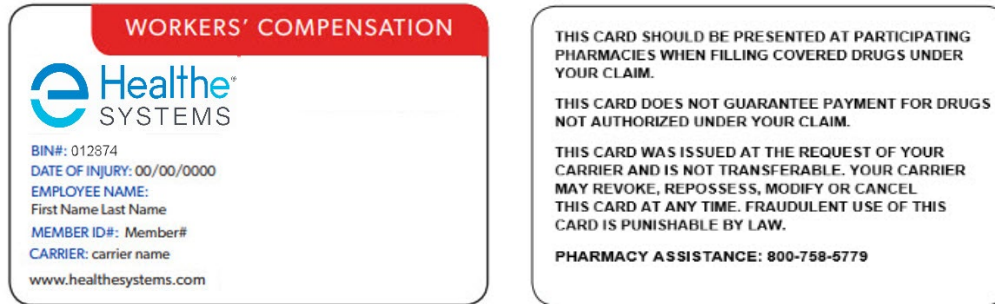 WORKERS' COMPENSATION
Healthe®
SYSTEMS
BIN#: 012874
DATE OF INJURY: 00/00/0000
EMPLOYEE NAME:
First Name Last Name
MEMBER ID#: Member#
CARRIER: carrier name
www.healthesystems.com
THIS CARD SHOULD BE PRESENTED AT PARTICIPATING
PHARMACIES WHEN FILLING COVERED DRUGS UNDER
YOUR CLAIM.
THIS CARD DOES NOT GUARANTEE PAYMENT FOR DRUGS
NOT AUTHORIZED UNDER YOUR CLAIM.
THIS CARD WAS ISSUED AT THE REQUEST OF YOUR
CARRIER AND IS NOT TRANSFERABLE. YOUR CARRIER
MAY REVOKE, REPOSSESS, MODIFY OR CANCEL
THIS CARD AT ANY TIME. FRAUDULENT USE OF THIS
CARD IS PUNISHABLE BY LAW.
PHARMACY ASSISTANCE: 800-758-5779